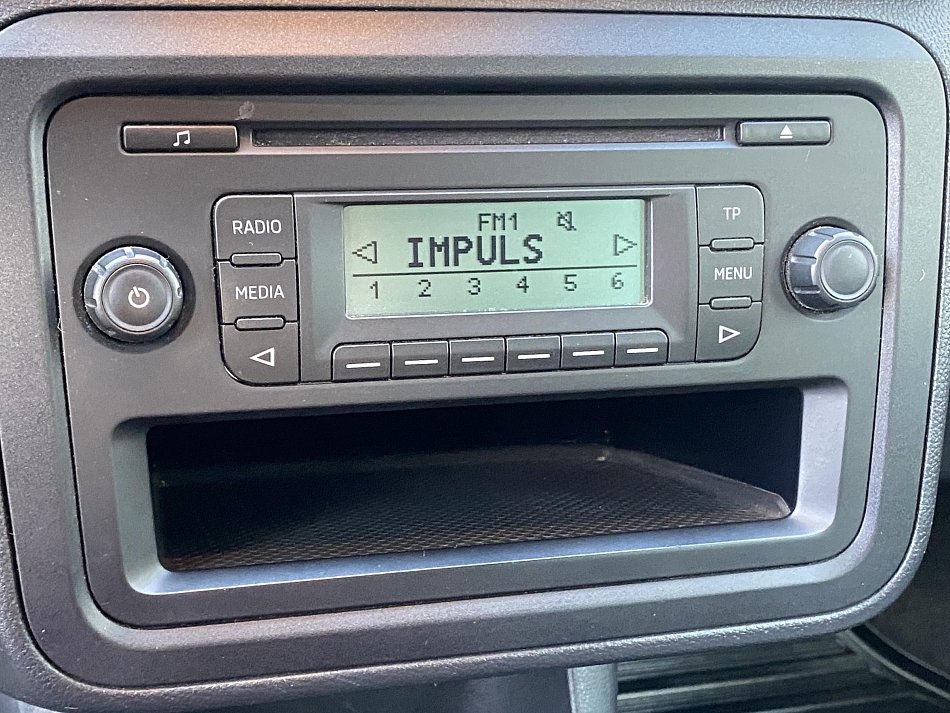 RADIO
MEDIA
FM1
IMPULS
1 2 3 4 5 6
TP
MENU